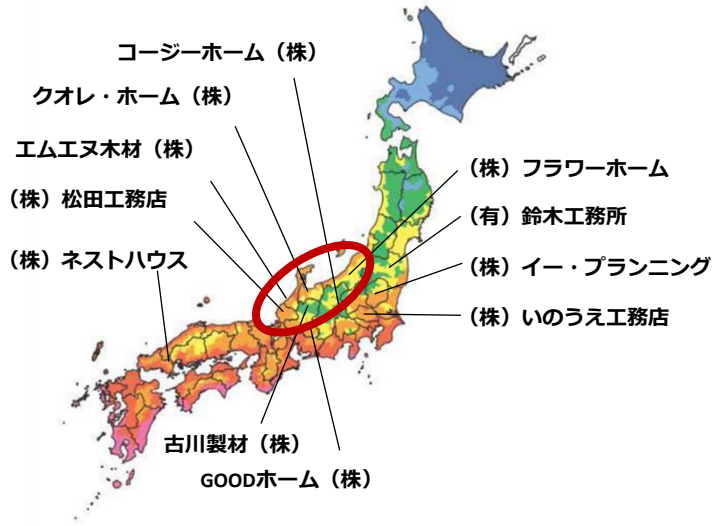 コージーホーム（株）
クオレ・ホーム（株）
エムエヌ木材（株）
（株）松田工務店
（株）ネストハウス
（株）フラワーホーム
（有）鈴木工務所
（株）イー・プランニング
（株）いのうえ工務店
古川製材（株）
GOODホーム（株）